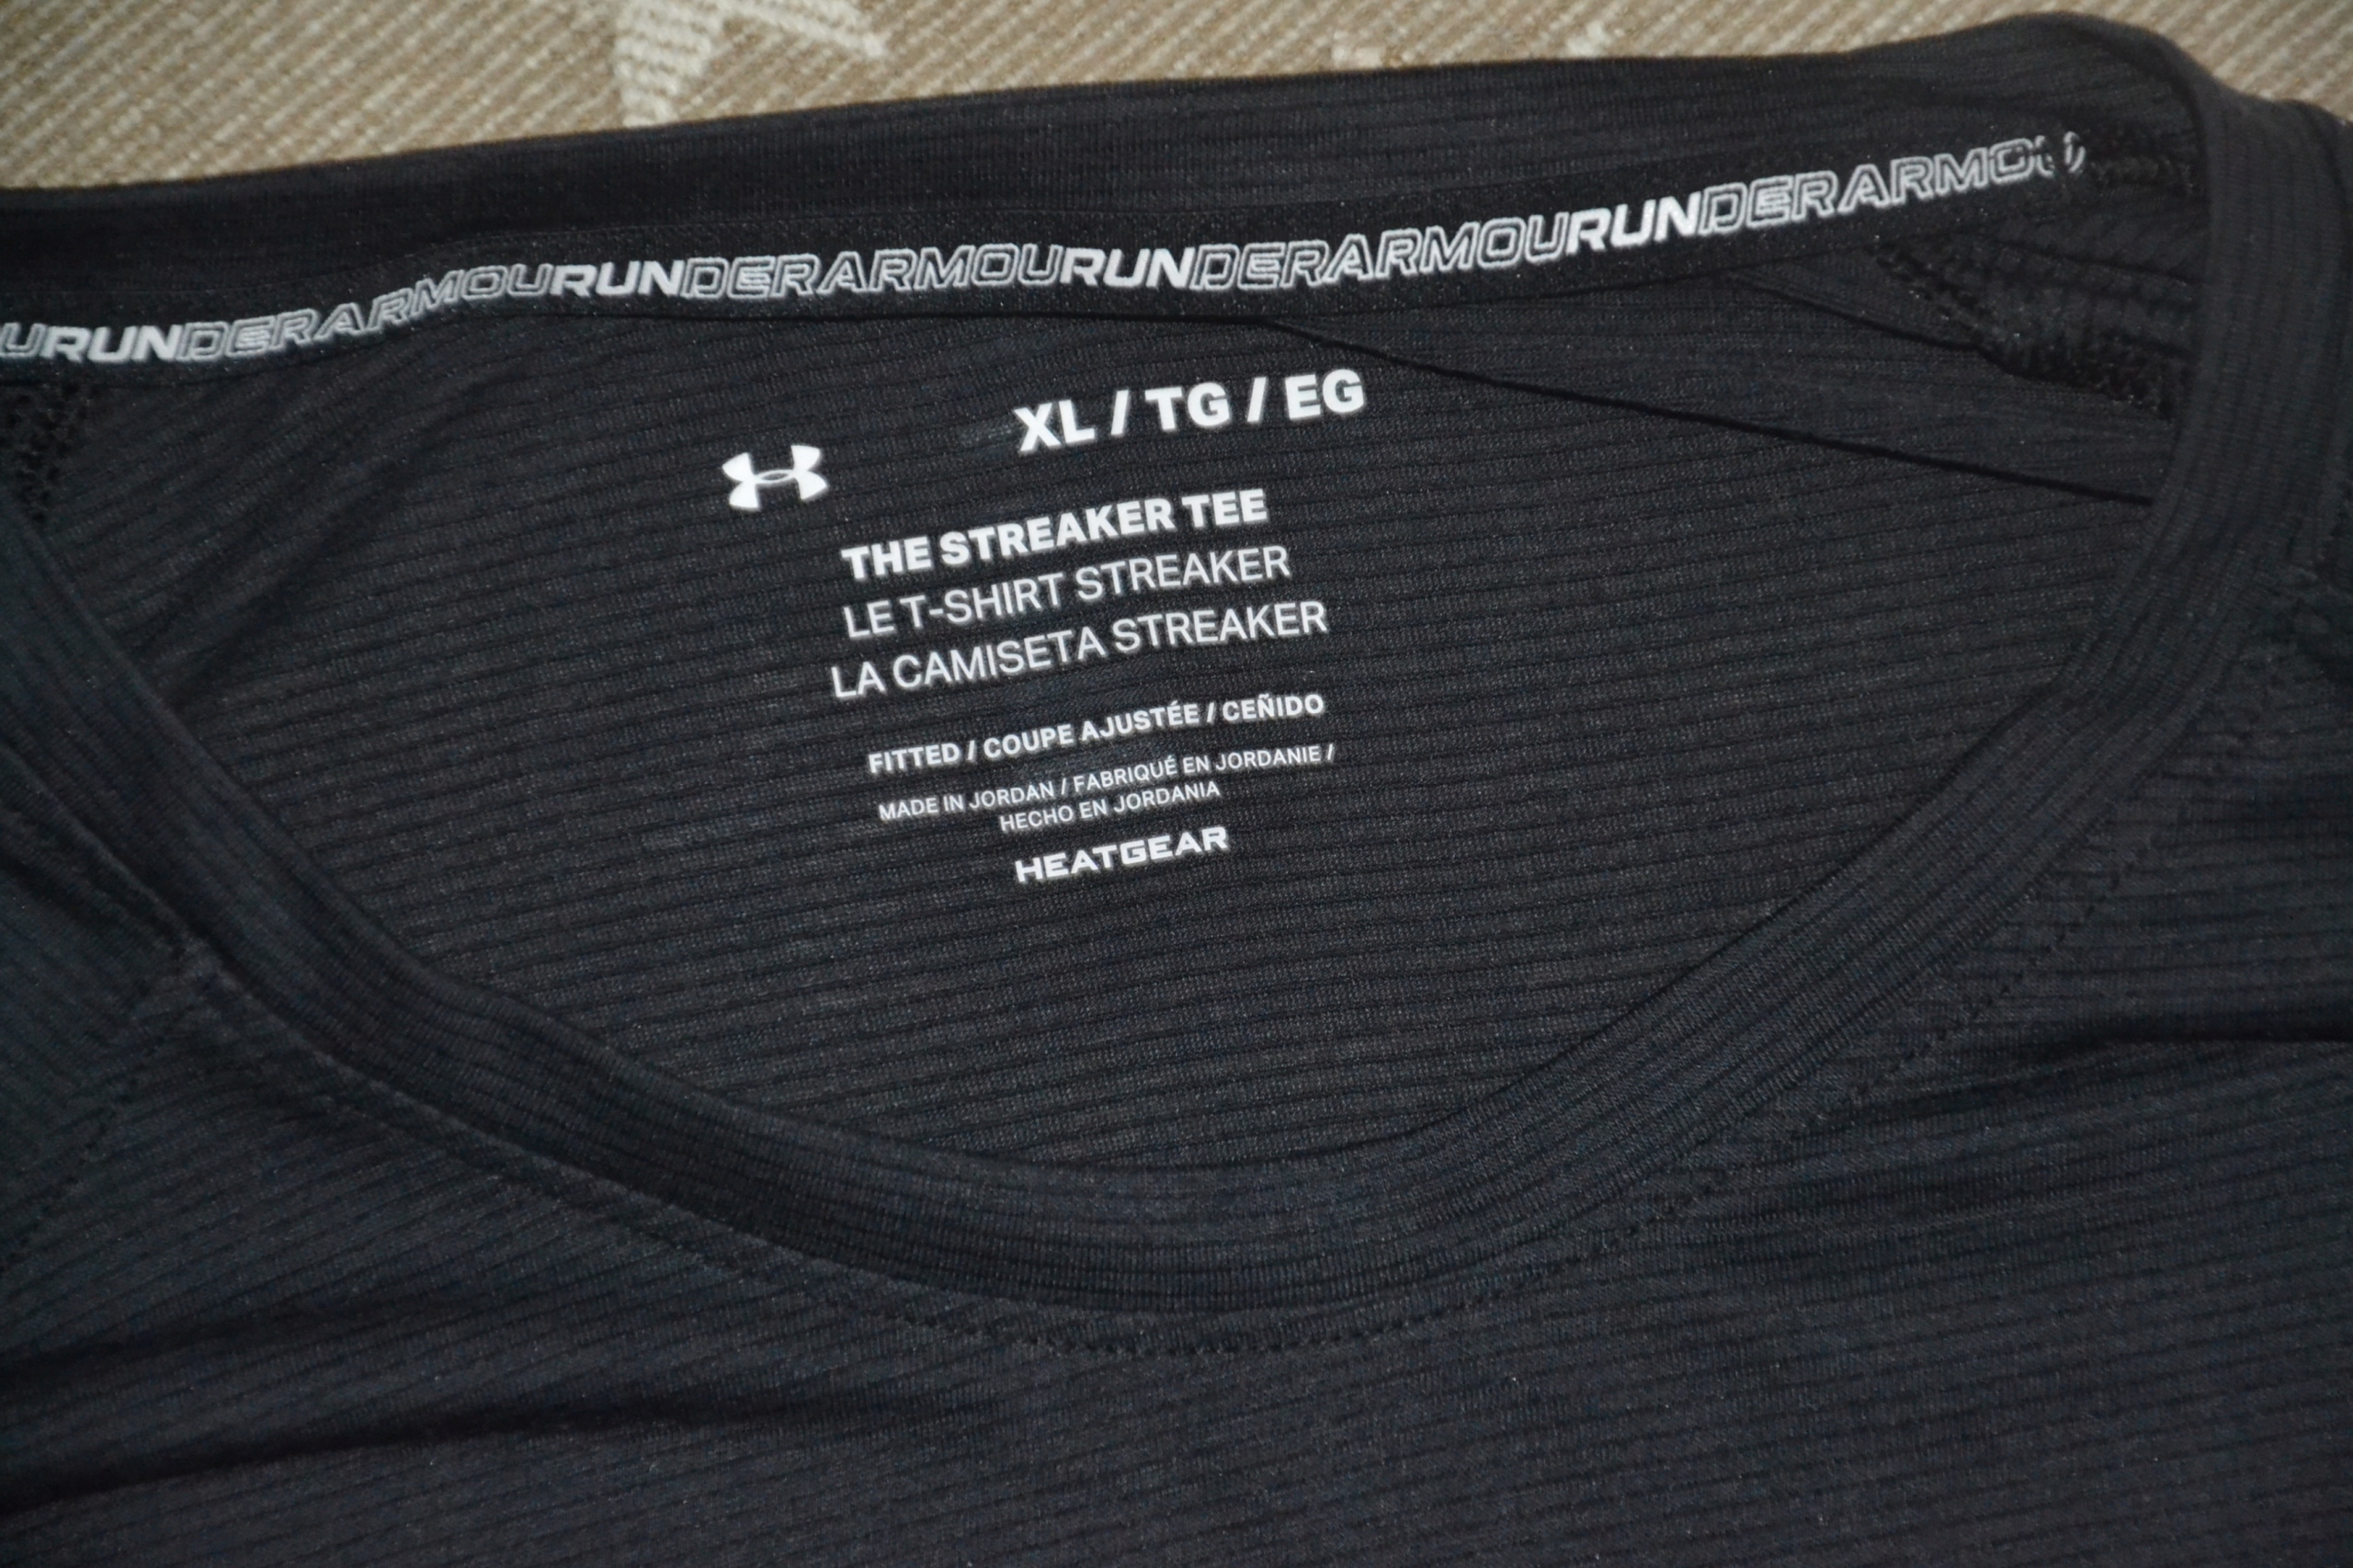 URUNDERARMOURUNDERARMOURUNDERARMOURUNDERARMOU
XL / TG / EG
THE STREAKER TEE
LE T-SHIRT STREAKER
LA CAMISETA STREAKER
FITTED / COUPE AJUSTÉE / CEÑIDO
MADE IN JORDAN / FABRIQUÉ EN JORDANIE /
HECHO EN JORDANIA
HEATGEAR